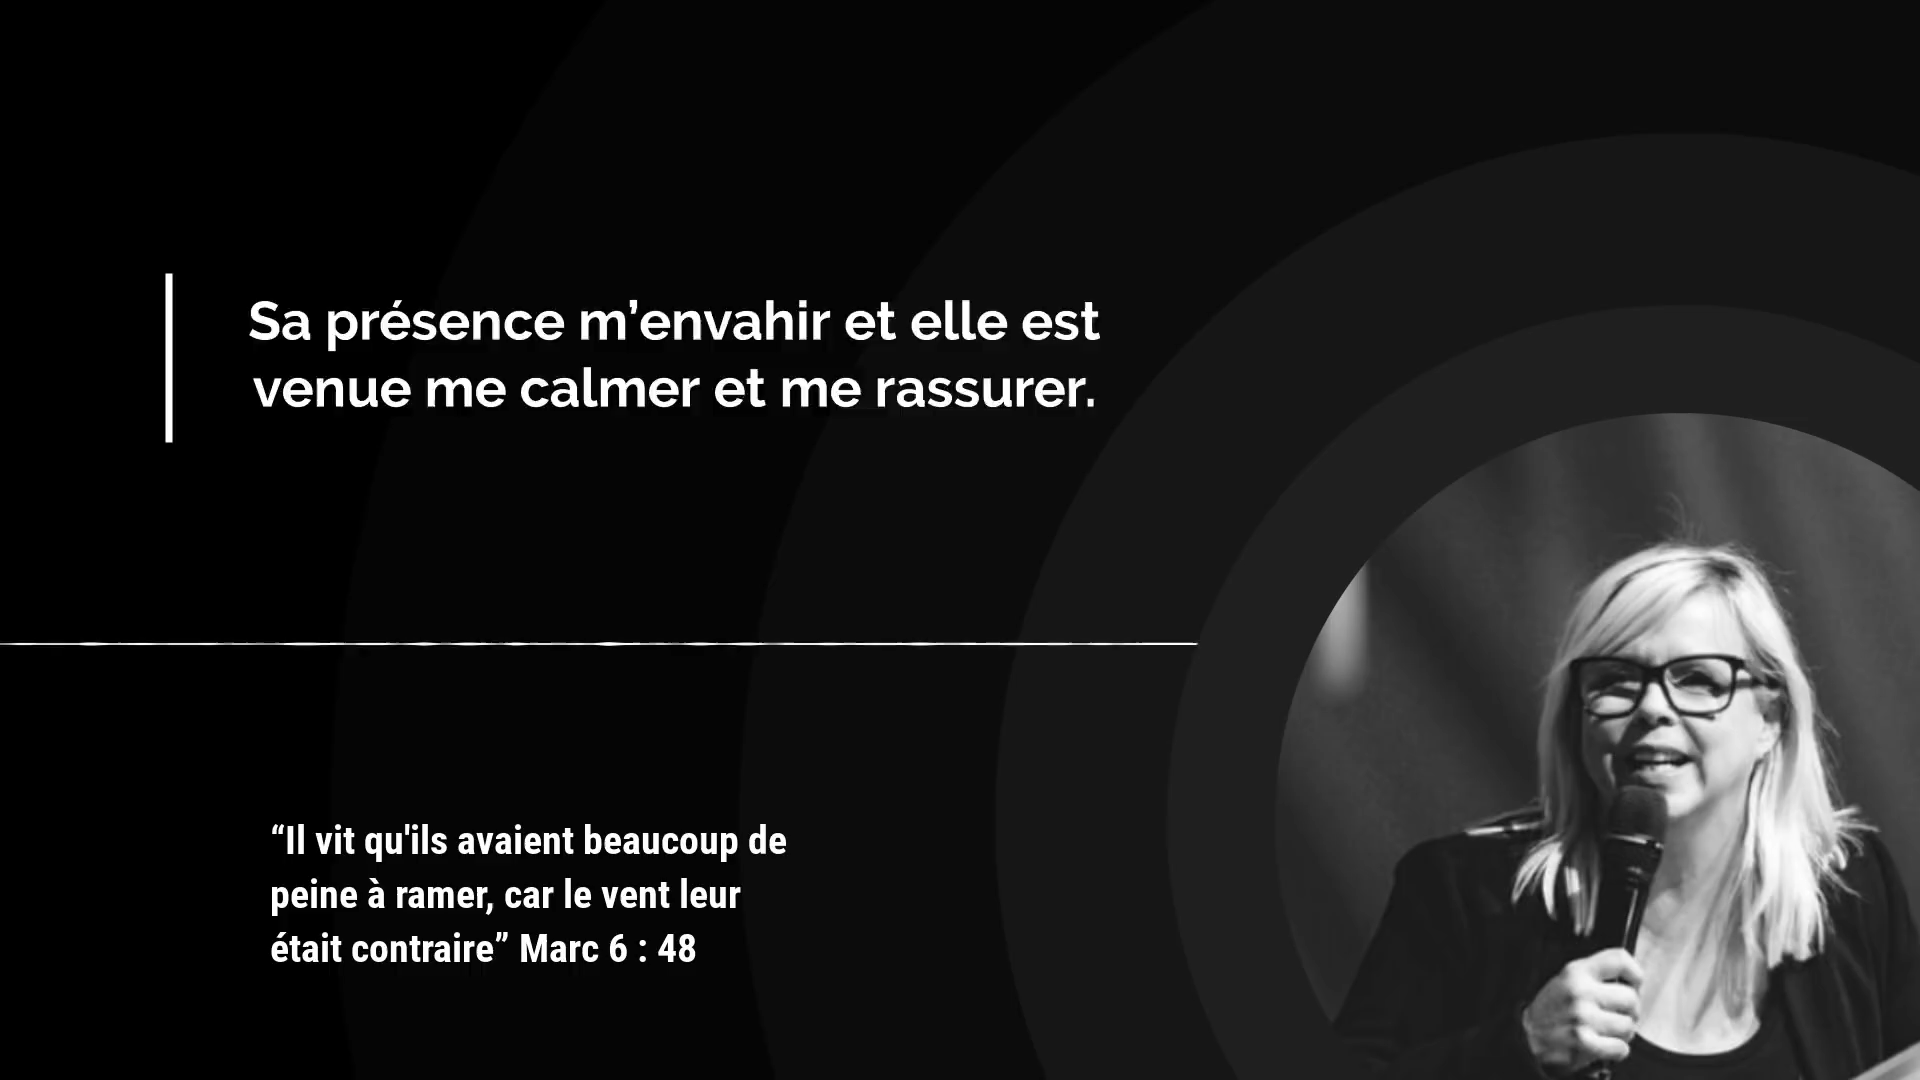 Sa présence m’envahir et elle est
venue me calmer et me rassurer.
“Il vit qu'ils avaient beaucoup de
peine à ramer, car le vent leur
était contraire” Marc 6 : 48